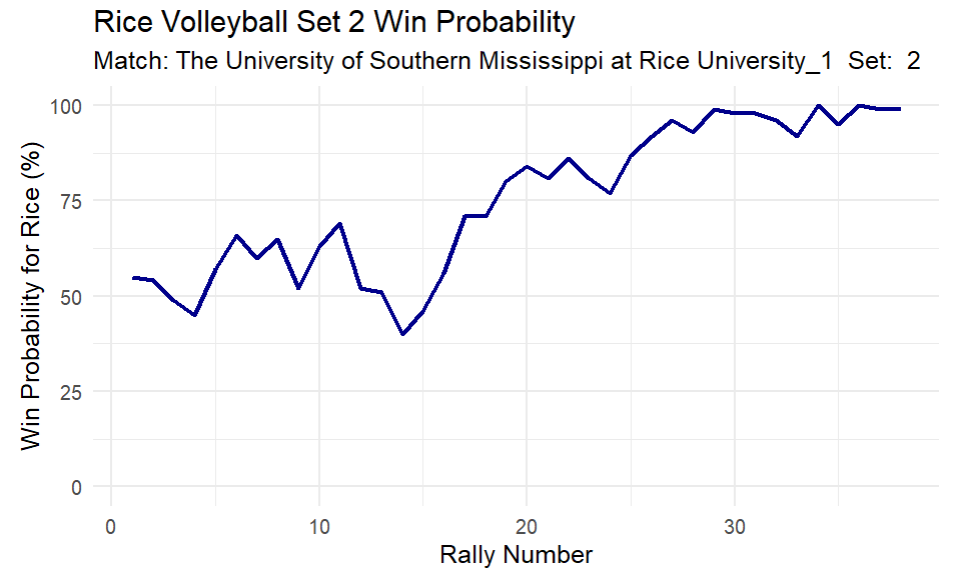 Rice Volleyball Set 2 Win Probability
Match: The University of Southern Mississippi at Rice University_1  Set:  2
Win Probability for Rice (%)
100
75
50
25
0
0
10
20
30
Rally Number